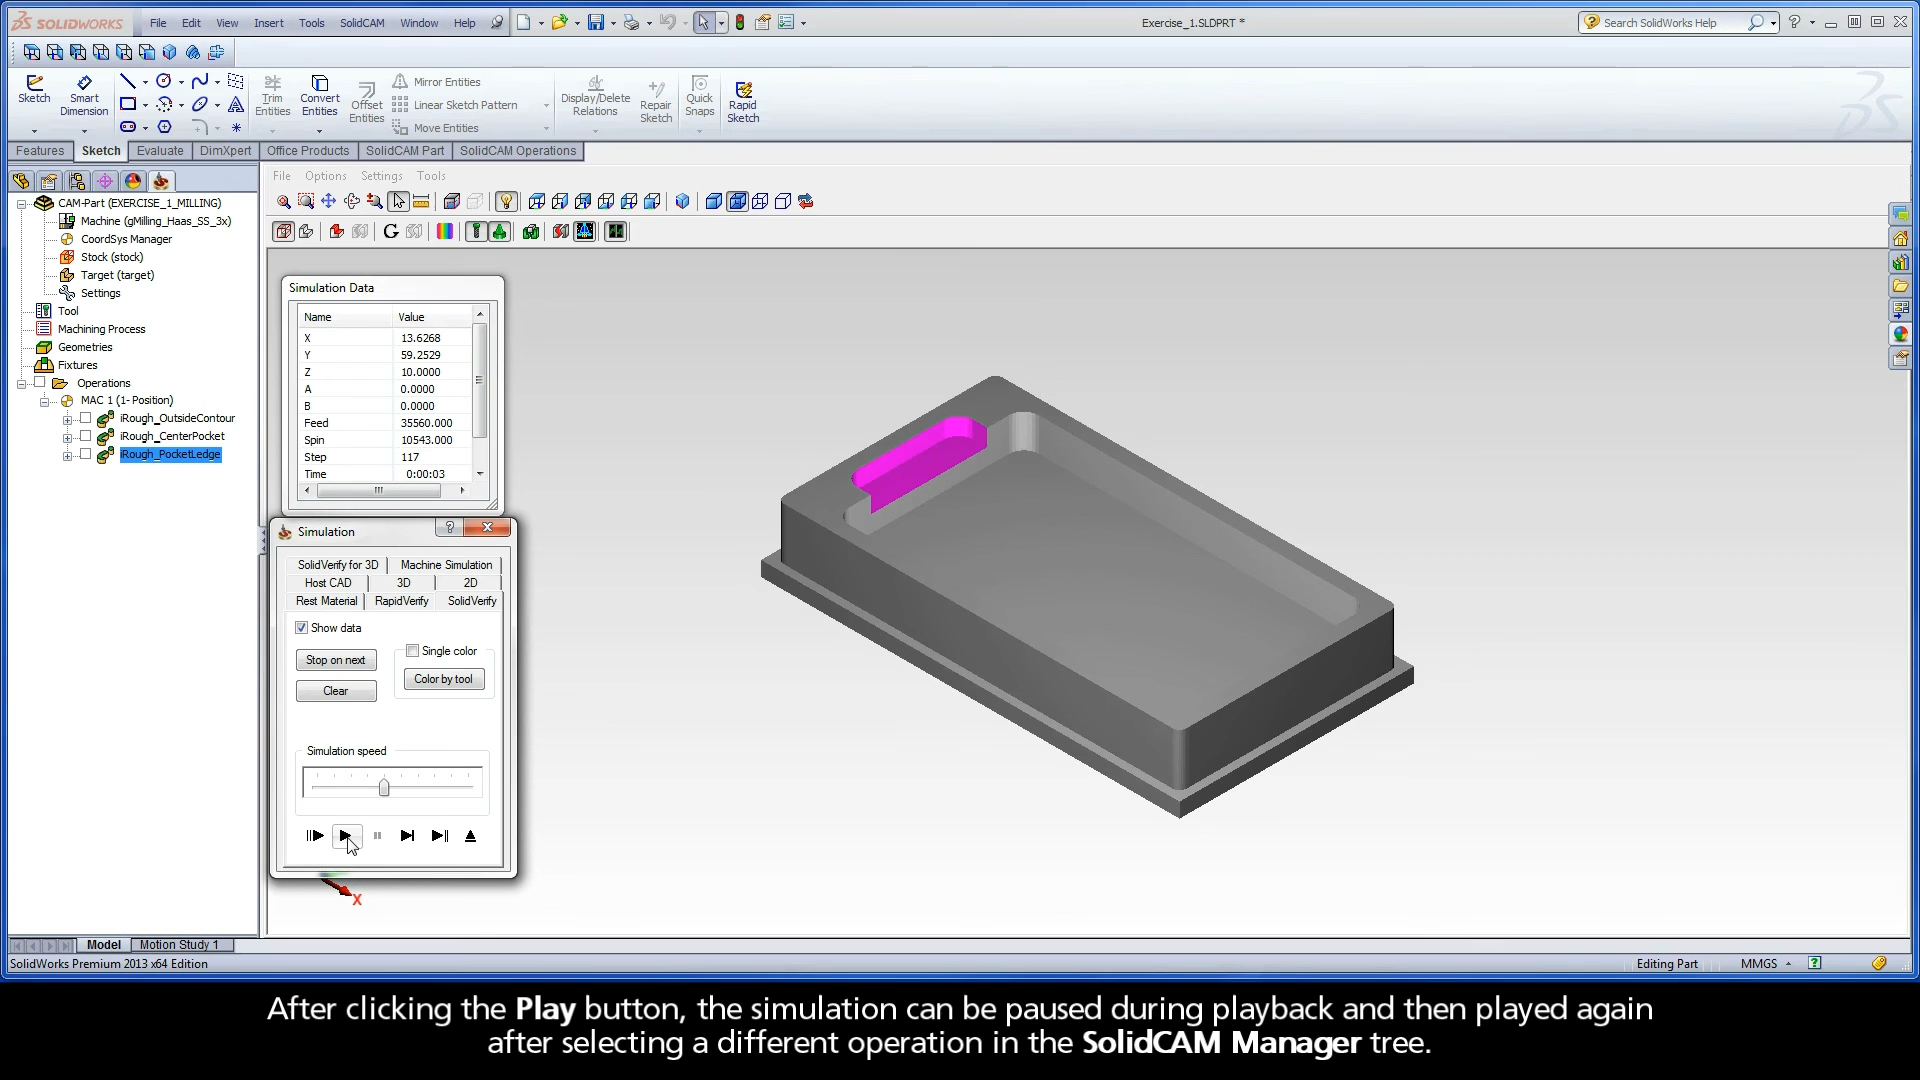 SOLIDWORKS File Edit View Insert Tools SolidCAM Window Help Exercise_1.SLDPRT * Search SolidWorks Help
Sketch Smart Dimension Trim Entities Convert Entities Offset Entities Mirror Entities Linear Sketch Pattern Move Entities Display/Delete Relations Repair Sketch Quick Snaps Rapid Sketch
Features Sketch Evaluate DimXpert Office Products SolidCAM Part SolidCAM Operations
File Options Settings Tools
CAM-Part (EXERCISE_1_MILLING)
Machine (gMilling_Haas_SS_3x)
CoordSys Manager
Stock (stock)
Target (target)
Settings
Tool
Machining Process
Geometries
Fixtures
Operations
MAC 1 (1- Position)
iRough_OutsideContour
iRough_CenterPocket
iRough_PocketLedge
Simulation Data
Name Value
X 13.6268
Y 59.2529
Z 10.0000
A 0.0000
B 0.0000
Feed 35560.000
Spin 10543.000
Step 117
Time 0:00:03
Simulation
SolidVerify for 3D Machine Simulation
Host CAD 3D 2D
Rest Material RapidVerify SolidVerify
Show data
Stop on next Single color
Clear Color by tool
Simulation speed
X
Model Motion Study 1
SolidWorks Premium 2013 x64 Edition Editing Part MMGS
After clicking the Play button, the simulation can be paused during playback and then played again
after selecting a different operation in the SolidCAM Manager tree.